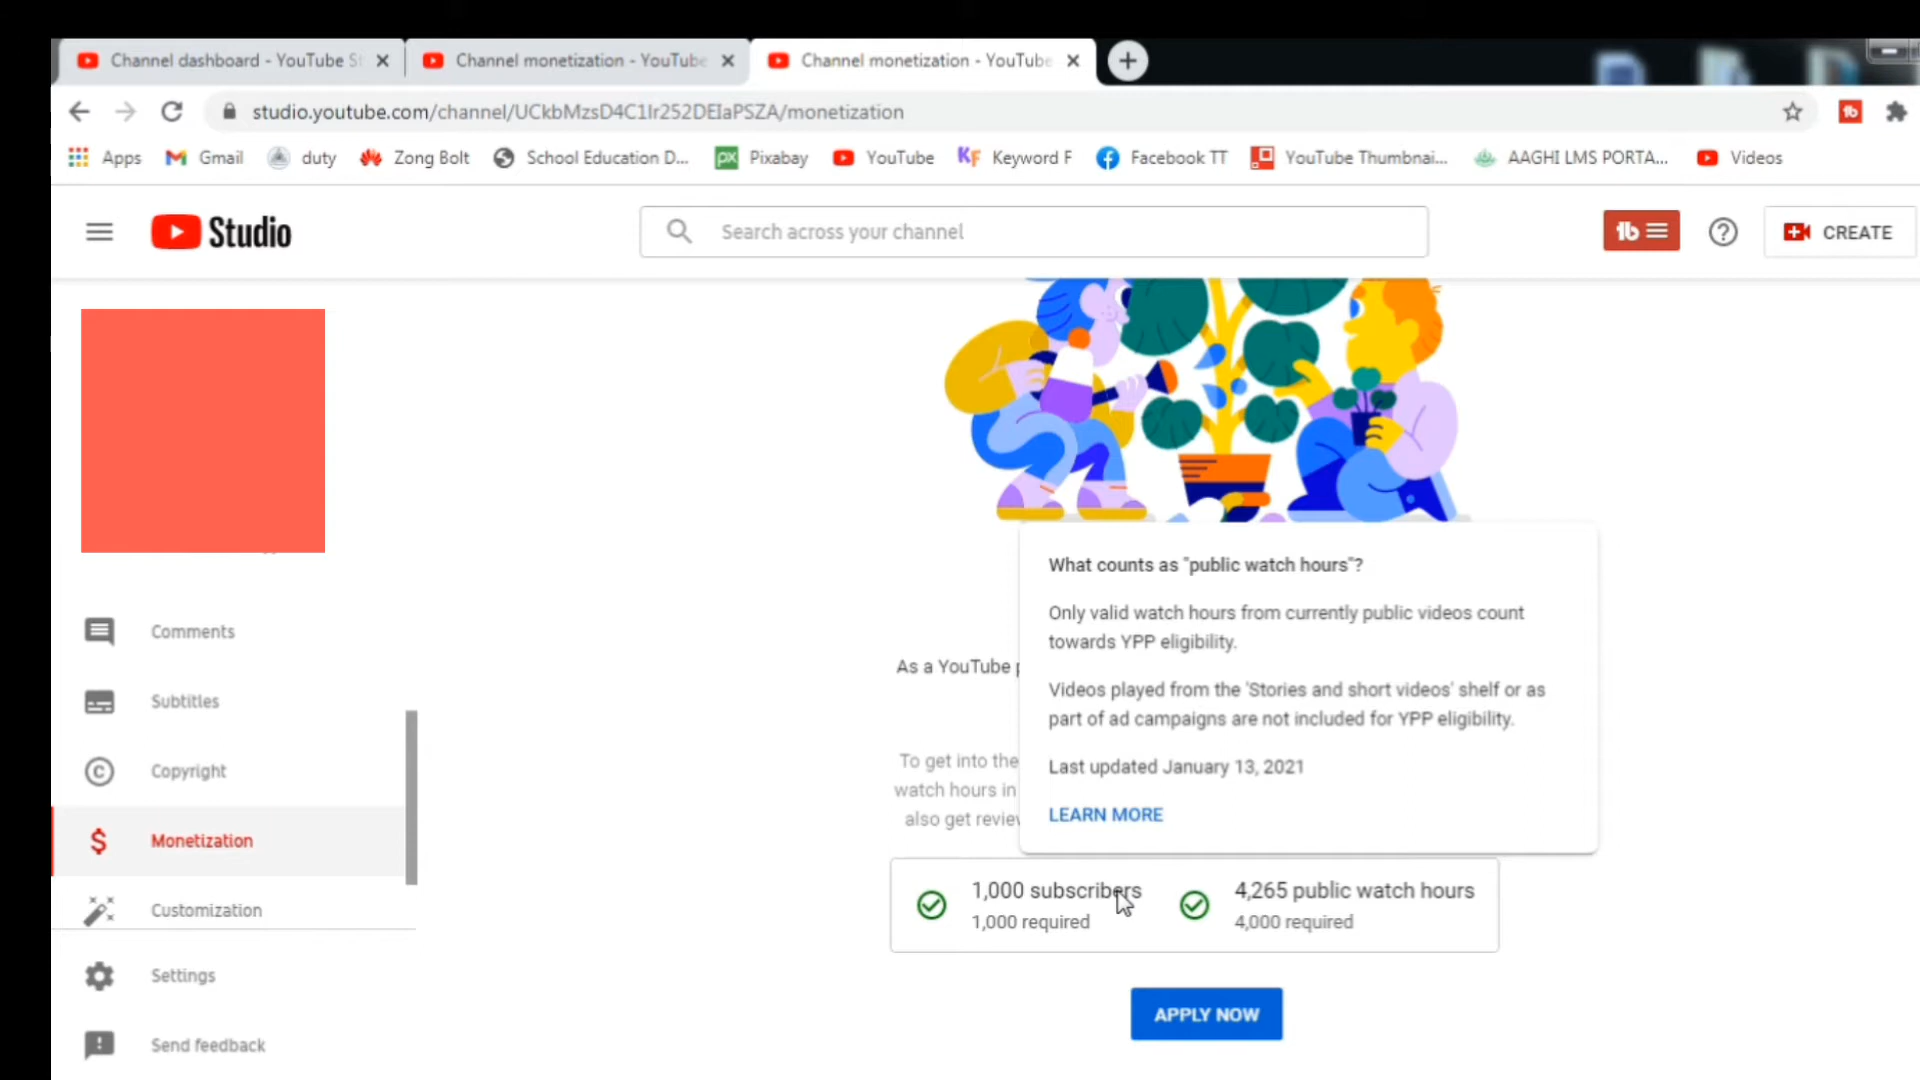 Channel dashboard - YouTube S
Channel monetization - YouTube
Channel monetization - YouTube
studio.youtube.com/channel/UCkbMzsD4C1Ir252DEIaPSZA/monetization
Apps
Gmail
duty
Zong Bolt
School Education D...
px
Pixabay
YouTube
KF
Keyword F
Facebook TT
YouTube Thumbnai...
AAGHI LMS PORTA...
Videos
Studio
Search across your channel
CREATE
What counts as "public watch hours"?
Only valid watch hours from currently public videos count
towards YPP eligibility.
Videos played from the 'Stories and short videos' shelf or as
part of ad campaigns are not included for YPP eligibility.
Last updated January 13, 2021
LEARN MORE
As a YouTube
To get into the
watch hours in
also get review
1,000 subscribers
1,000 required
4,265 public watch hours
4,000 required
APPLY NOW
Comments
Subtitles
Copyright
Monetization
Customization
Settings
Send feedback